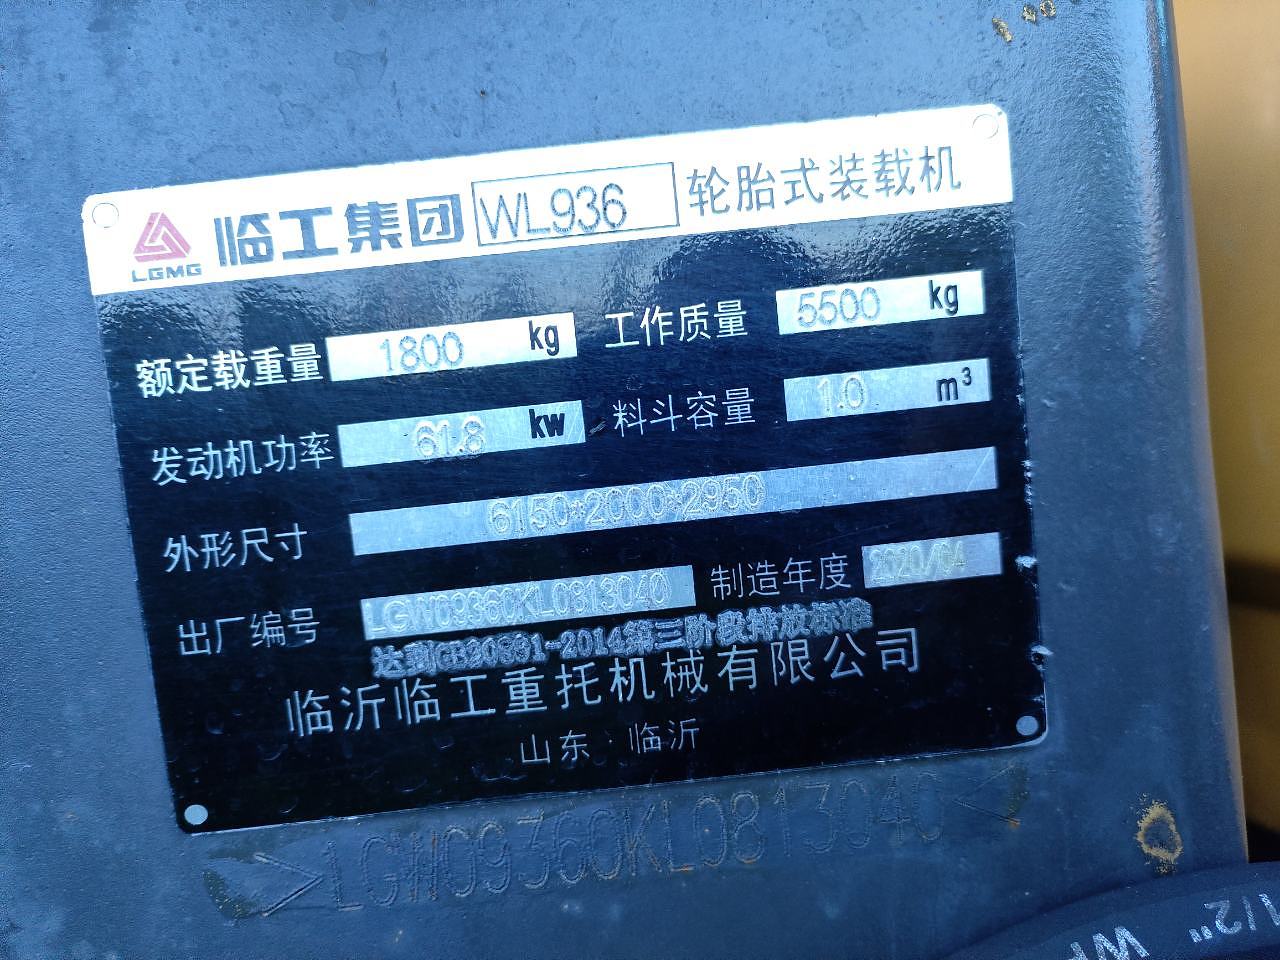 LGMG 临工集团 WL936 轮胎式装载机
额定载重量 1800 kg 工作质量 5500 kg
发动机功率 61.8 kw 料斗容量 1.0 m³
外形尺寸 6150*2000*2950
出厂编号 LGW09360KL0813040 制造年度 2020/04
达到GB20891-2014第三阶段排放标准
临沂临工重托机械有限公司
山东·临沂
>LGW09360KL0813040<
1/2" WP